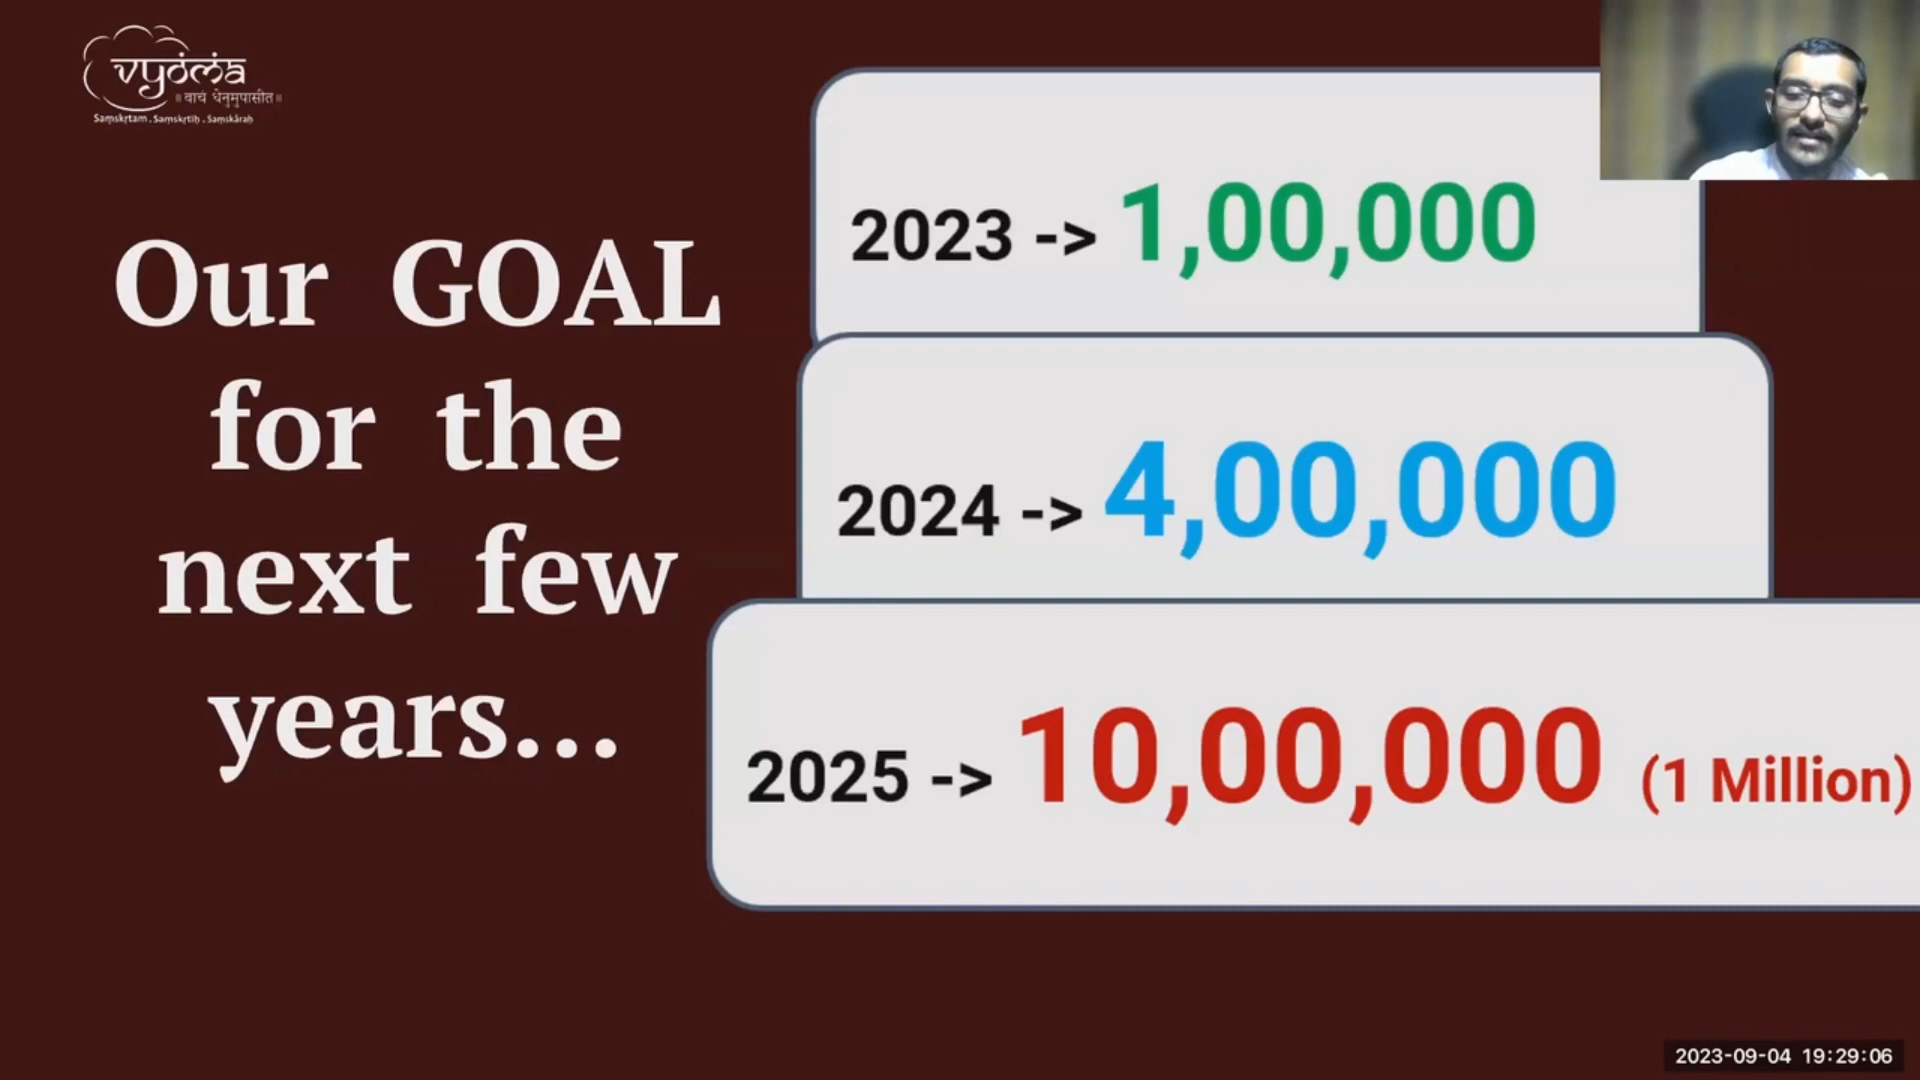 vyoma
॥ वाचं धेनुमुपासीत ॥
Saṃskṛtam . Saṃskṛtiḥ . Saṃskāraḥ
Our GOAL
for the
next few
years...
2023 -> 1,00,000
2024 -> 4,00,000
2025 -> 10,00,000 (1 Million)
2023-09-04 19:29:06